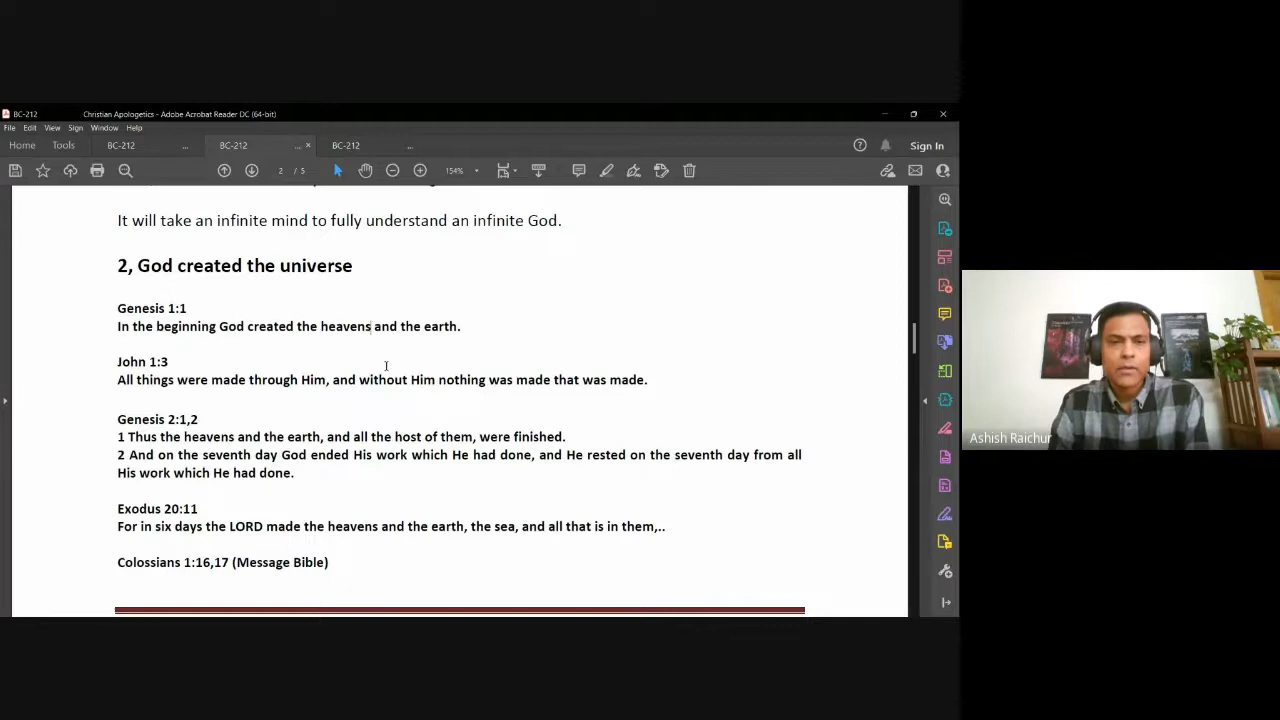 BC-212 Christian Apologetics - Adobe Acrobat Reader DC (64-bit)
File Edit View Sign Window Help
Home Tools BC-212 ... BC-212 ... × BC-212 ... Sign In
2 / 5 154%
It will take an infinite mind to fully understand an infinite God.
2, God created the universe
Genesis 1:1
In the beginning God created the heavens and the earth.
John 1:3
All things were made through Him, and without Him nothing was made that was made.
Genesis 2:1,2
1 Thus the heavens and the earth, and all the host of them, were finished.
2 And on the seventh day God ended His work which He had done, and He rested on the seventh day from all
His work which He had done.
Exodus 20:11
For in six days the LORD made the heavens and the earth, the sea, and all that is in them,..
Colossians 1:16,17 (Message Bible)
Ashish Raichur